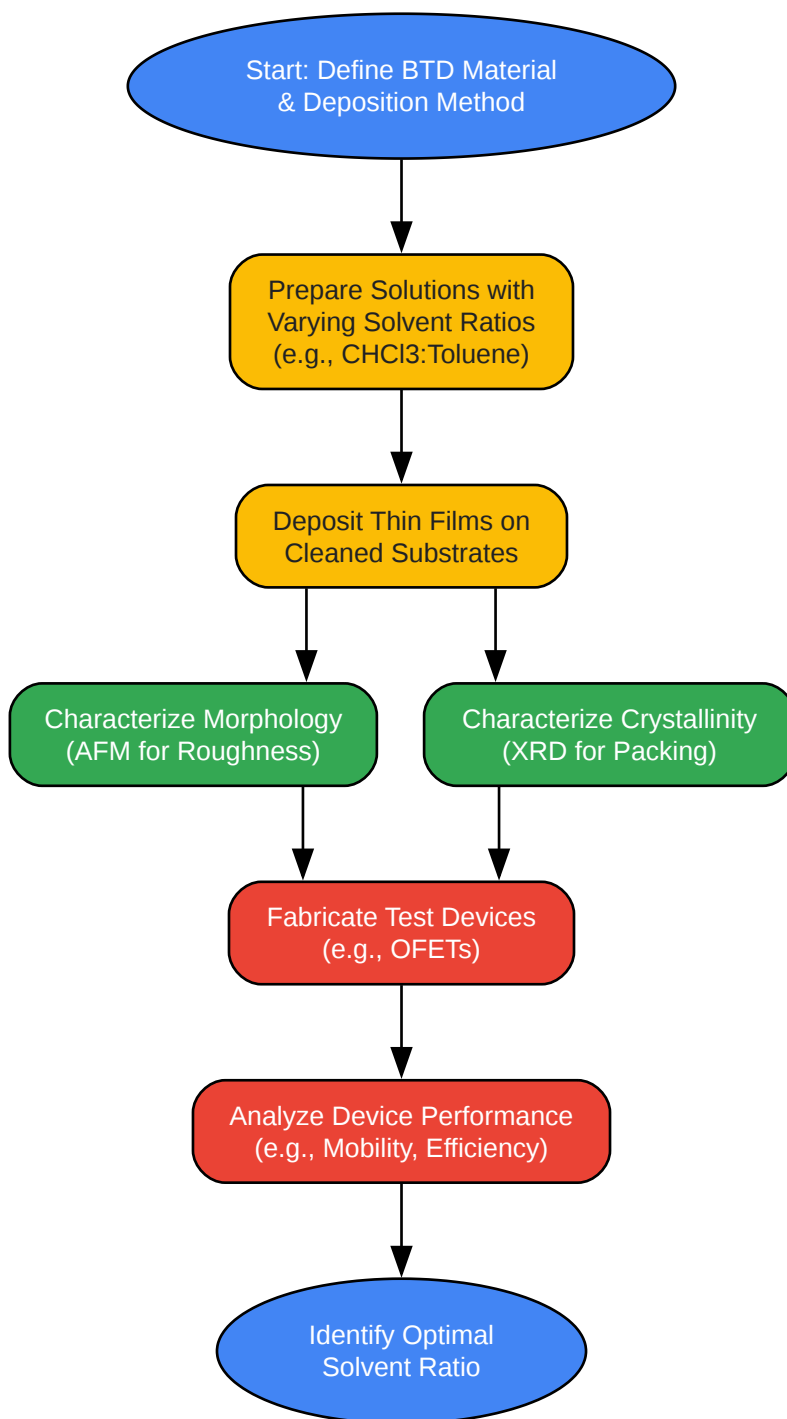 Start: Define BTD Material
& Deposition Method
Prepare Solutions with
Varying Solvent Ratios
(e.g., CHCl3:Toluene)
Deposit Thin Films on
Cleaned Substrates
Characterize Morphology
(AFM for Roughness)
Characterize Crystallinity
(XRD for Packing)
Fabricate Test Devices
(e.g., OFETs)
Analyze Device Performance
(e.g., Mobility, Efficiency)
Identify Optimal
Solvent Ratio